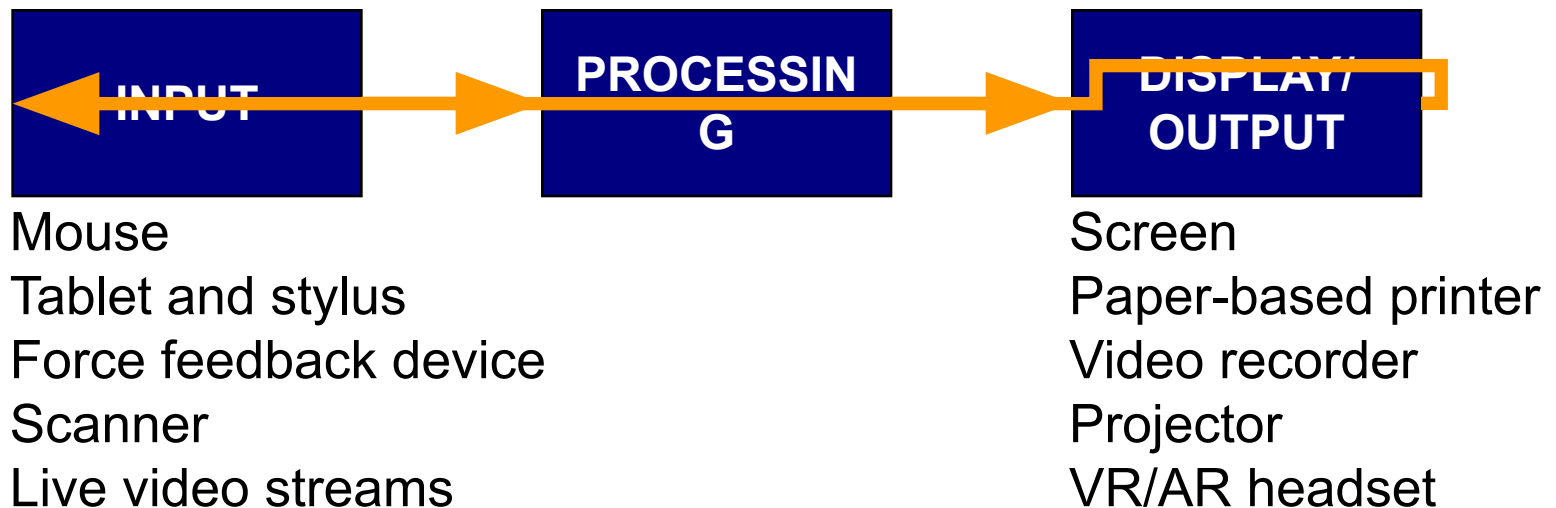 INPUT
PROCESSIN
G
DISPLAY/
OUTPUT
Mouse
Tablet and stylus
Force feedback device
Scanner
Live video streams
Screen
Paper-based printer
Video recorder
Projector
VR/AR headset